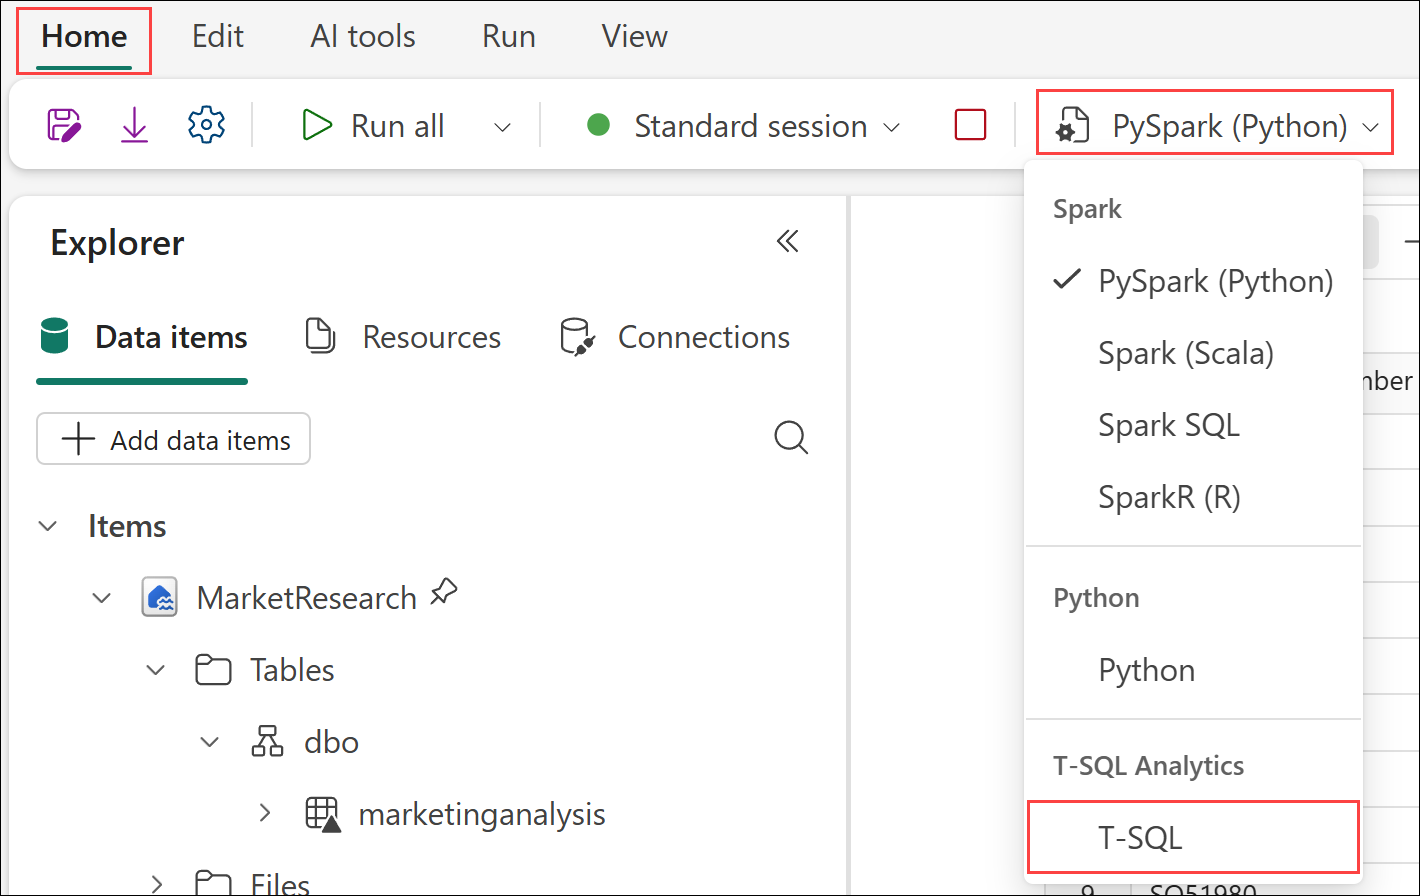 Home Edit AI tools Run View
Run all Standard session PySpark (Python)
Explorer
Data items Resources Connections
Add data items
Items
MarketResearch
Tables
dbo
marketinganalysis
Files
Spark
PySpark (Python)
Spark (Scala)
Spark SQL
SparkR (R)
Python
Python
T-SQL Analytics
T-SQL
mber
9 SO51980